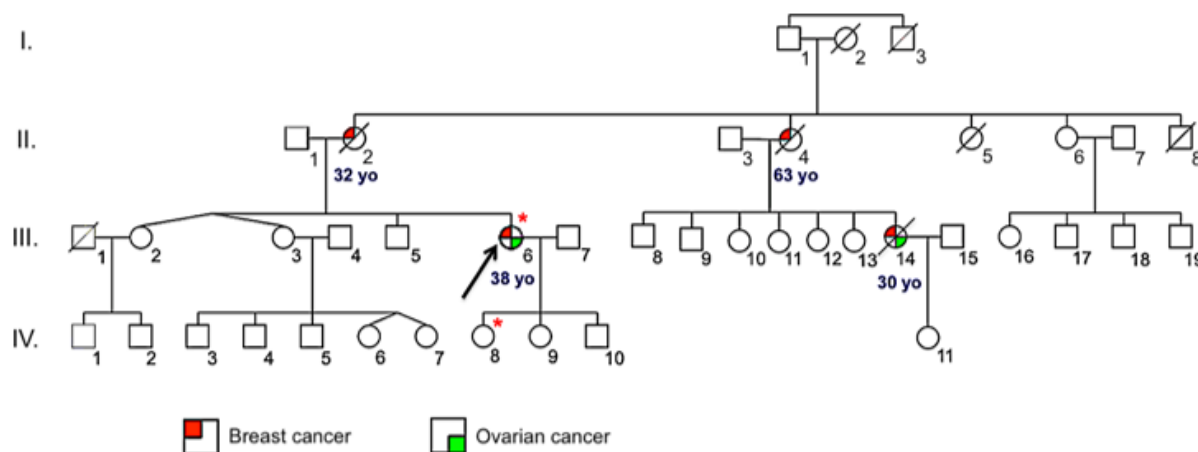 I.
1 2 3
II.
1 2 3 4 5 6 7 8
32 yo 63 yo
*
III.
1 2 3 4 5 6 7 8 9 10 11 12 13 14 15 16 17 18 19
38 yo 30 yo
*
IV.
1 2 3 4 5 6 7 8 9 10 11
Breast cancer Ovarian cancer